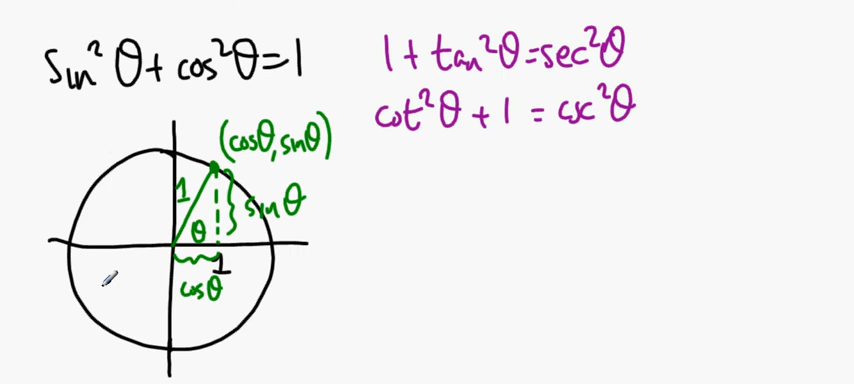 sin²θ + cos²θ = 1
1 + tan²θ = sec²θ
cot²θ + 1 = csc²θ
(cosθ, sinθ)
1
sinθ
θ
1
cosθ